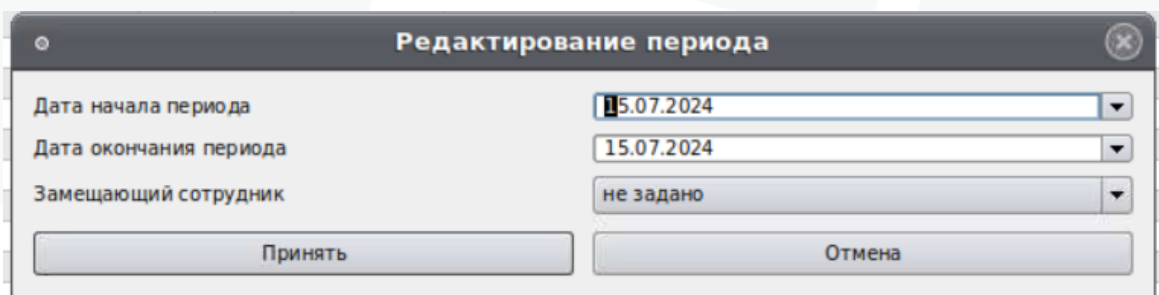 Редактирование периода
Дата начала периода 15.07.2024
Дата окончания периода 15.07.2024
Замещающий сотрудник не задано
Принять Отмена